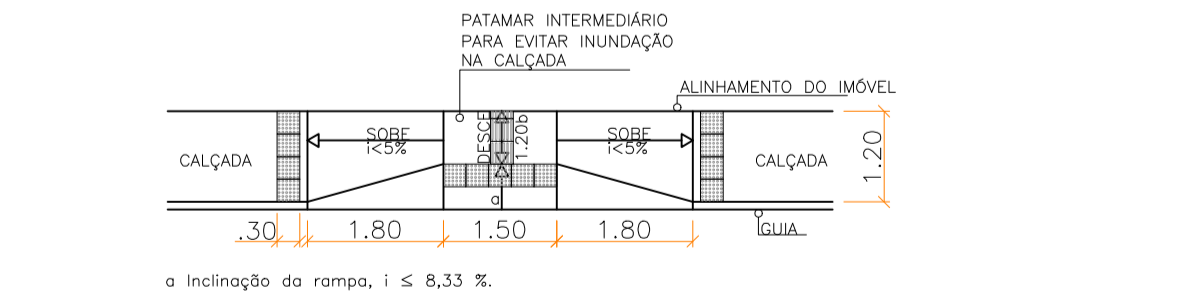 PATAMAR INTERMEDIÁRIO
PARA EVITAR INUNDAÇÃO
NA CALÇADA
ALINHAMENTO DO IMÓVEL
CALÇADA
SOBE
i<5%
DESCE
1.20b
SOBE
i<5%
CALÇADA
1.20
a
.30
1.80
1.50
1.80
GUIA
a Inclinação da rampa, i ≤ 8,33 %.